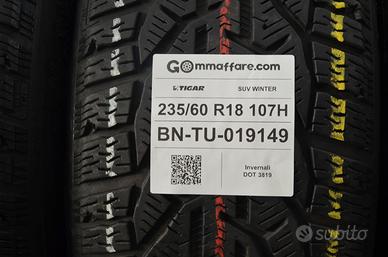 GOmmaffare.com
TIGAR SUV WINTER
235/60 R18 107H
BN-TU-019149
Invernali
DOT 3819
subito